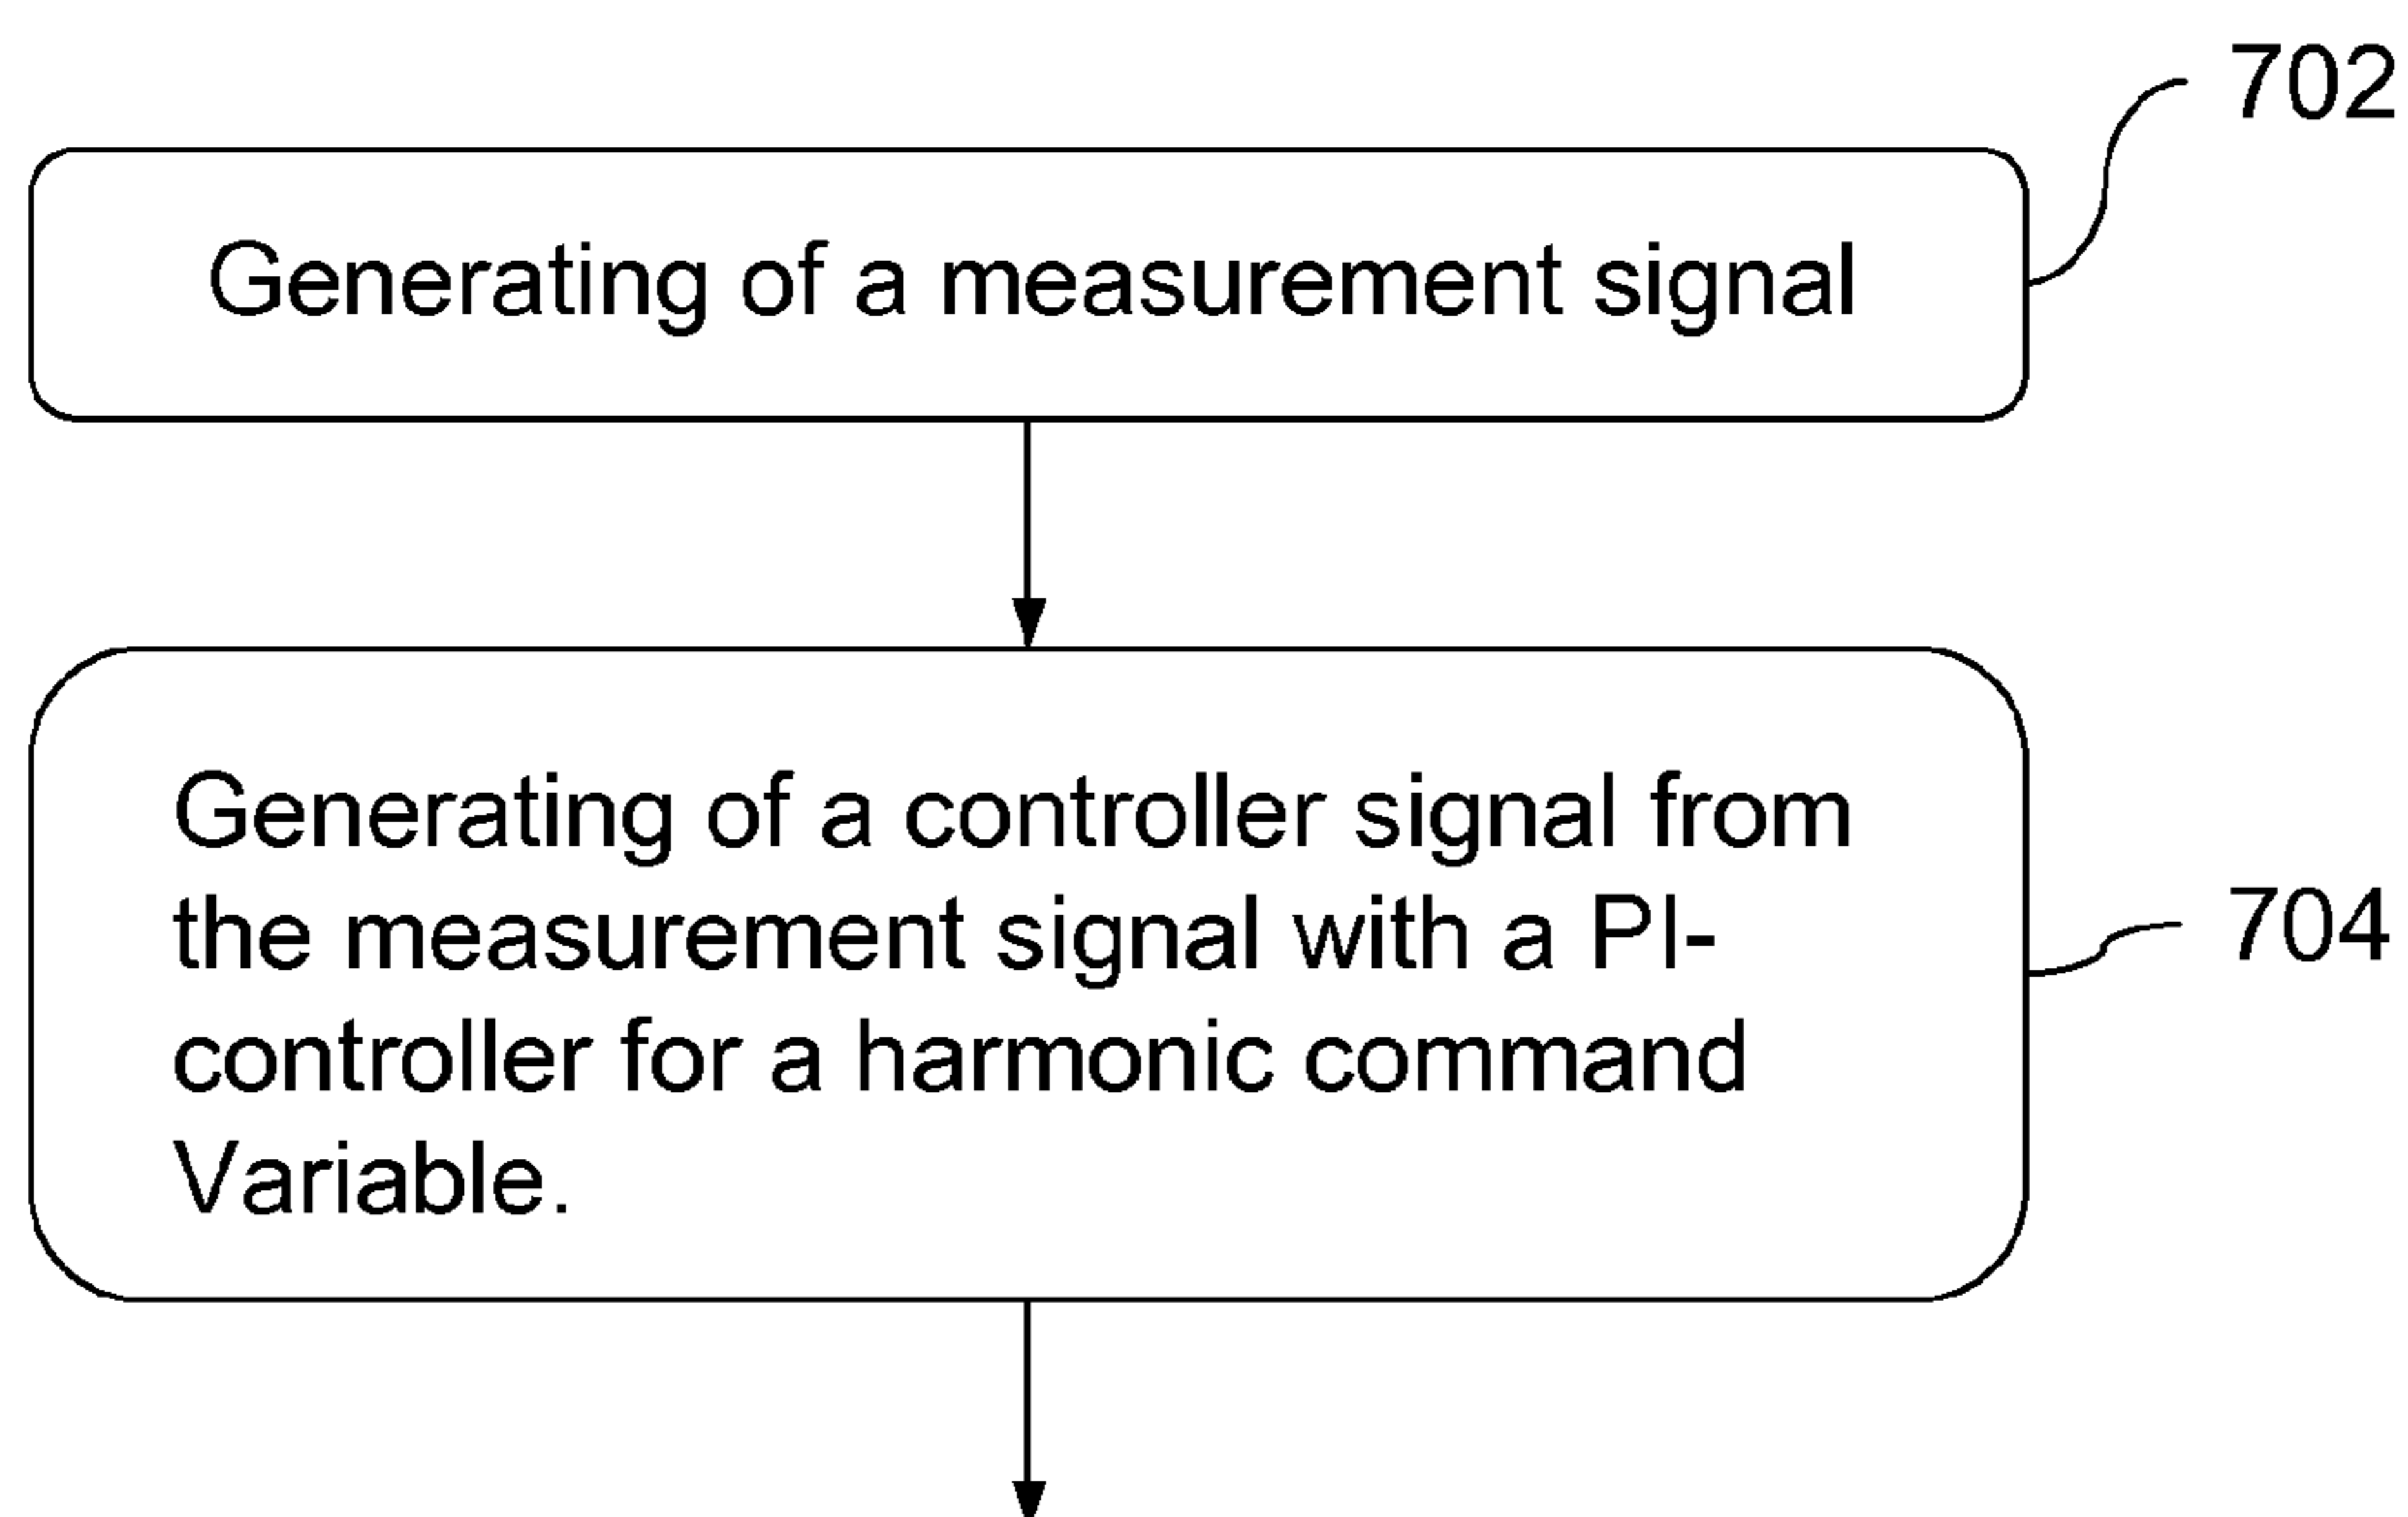 702
Generating of a measurement signal
Generating of a controller signal from
the measurement signal with a PI-
controller for a harmonic command
Variable.
704